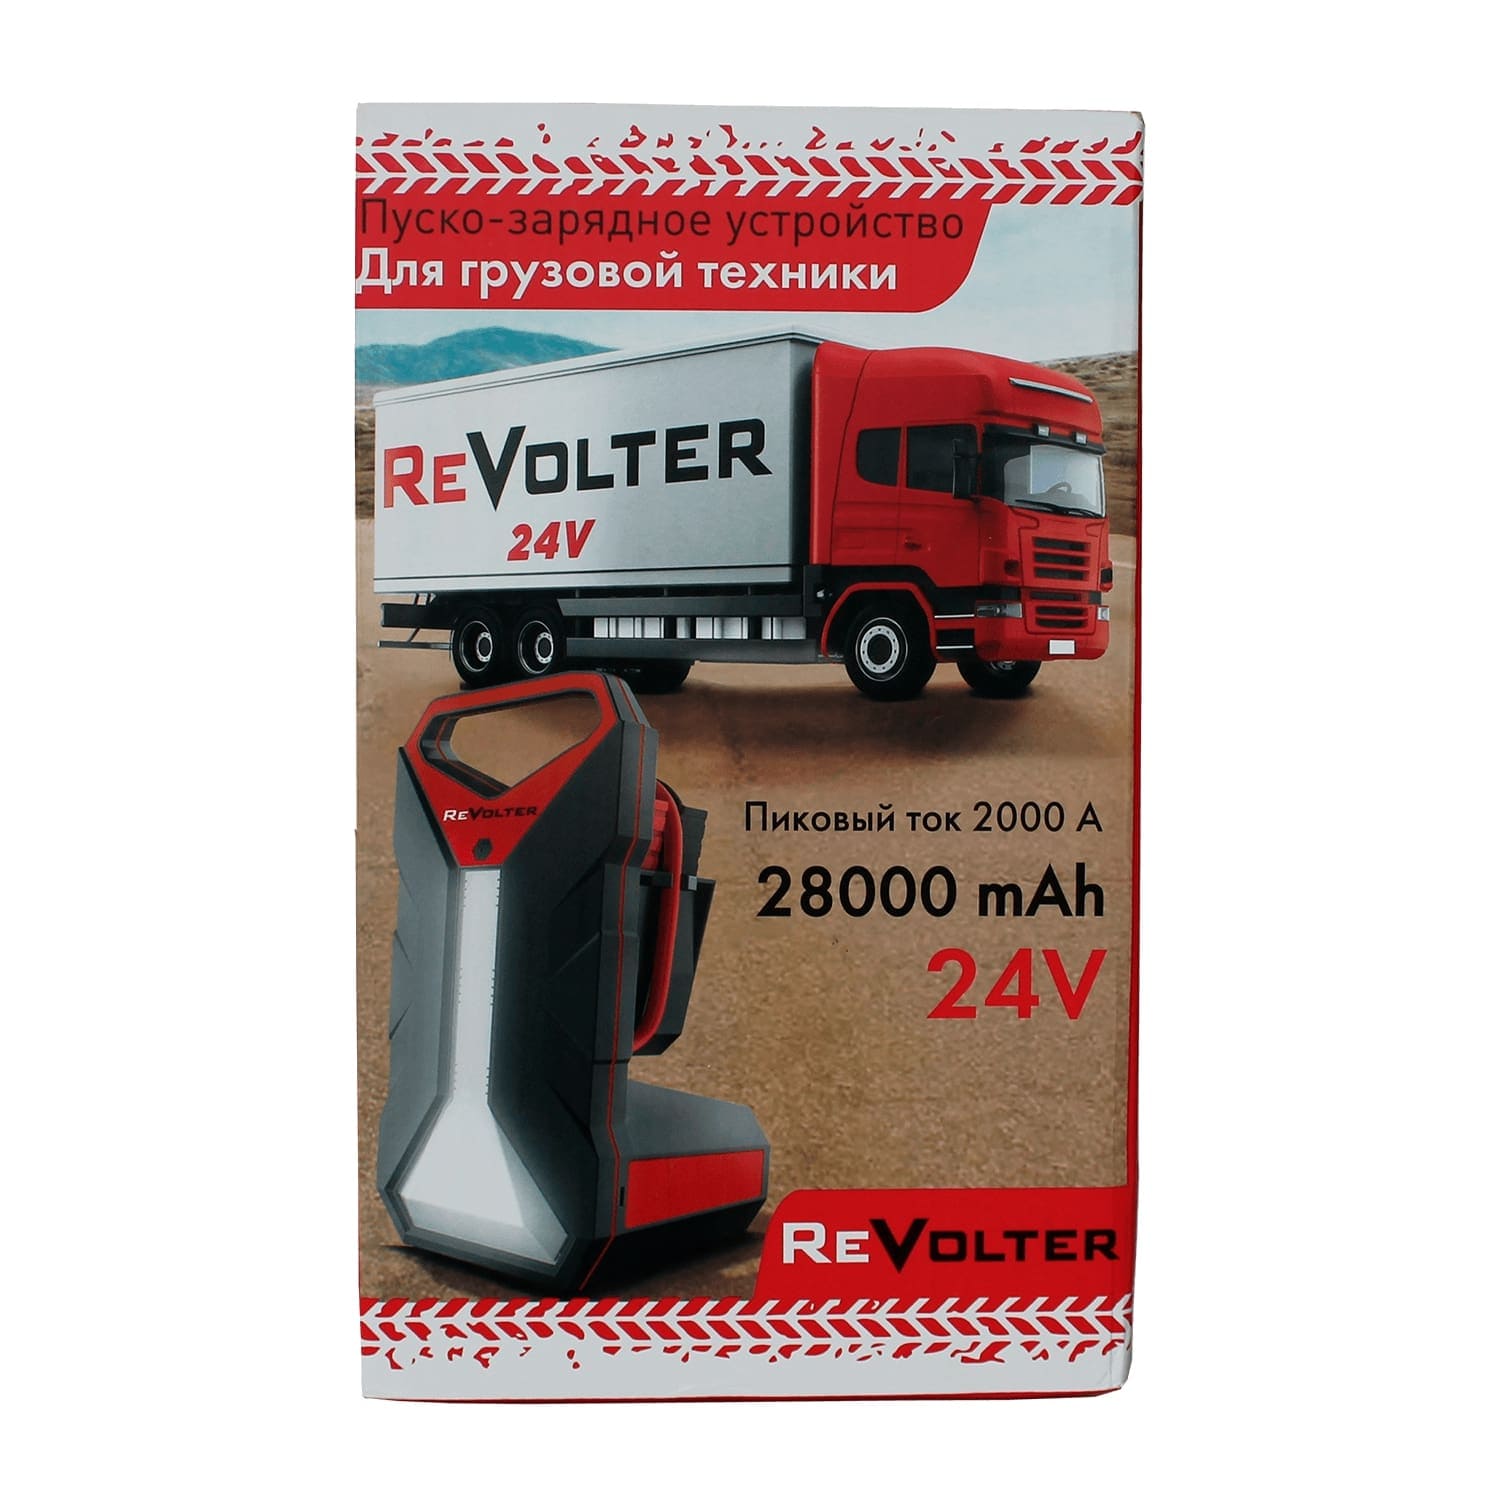 Пуско-зарядное устройство
Для грузовой техники
REVOLTER
24V
REVOLTER
Пиковый ток 2000 А
28000 mAh
24V
REVOLTER